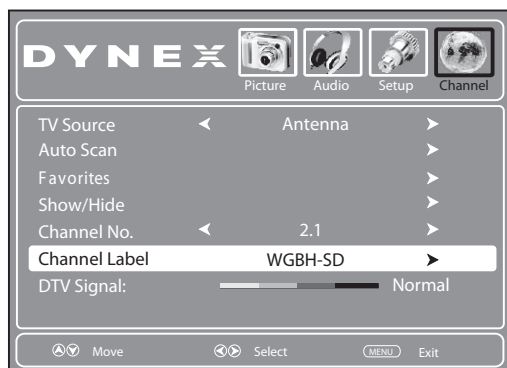 DYNEX
Picture Audio Setup Channel
TV Source Antenna
Auto Scan
Favorites
Show/Hide
Channel No. 2.1
Channel Label WGBH-SD
DTV Signal: Normal
Move Select MENU Exit